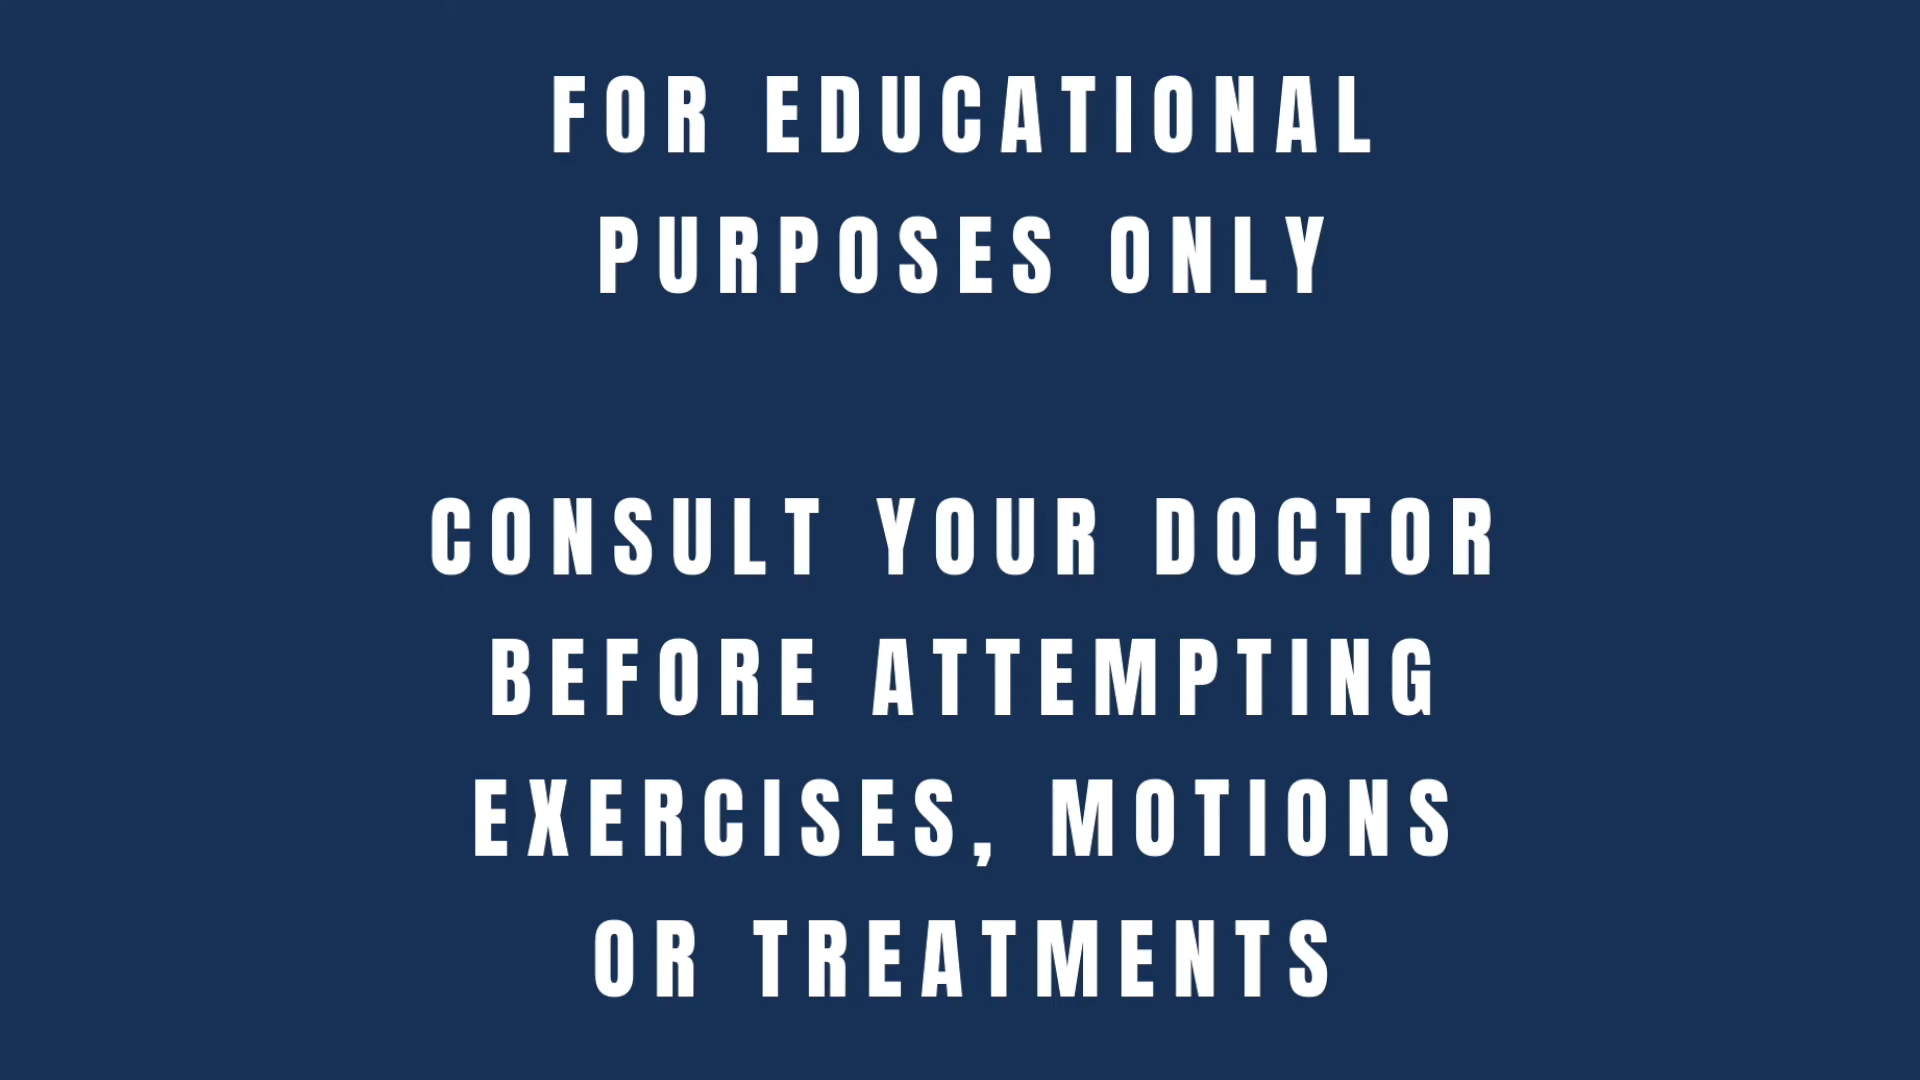 FOR EDUCATIONAL
PURPOSES ONLY
CONSULT YOUR DOCTOR
BEFORE ATTEMPTING
EXERCISES, MOTIONS
OR TREATMENTS